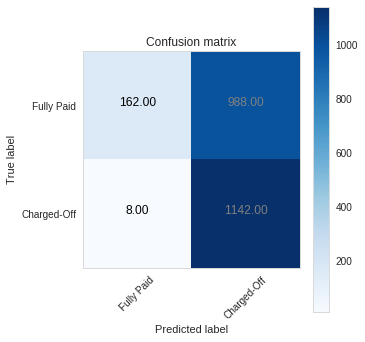 Confusion matrix
True label
Fully Paid
162.00
988.00
Charged-Off
8.00
1142.00
Fully Paid
Charged-Off
Predicted label
1000
800
600
400
200